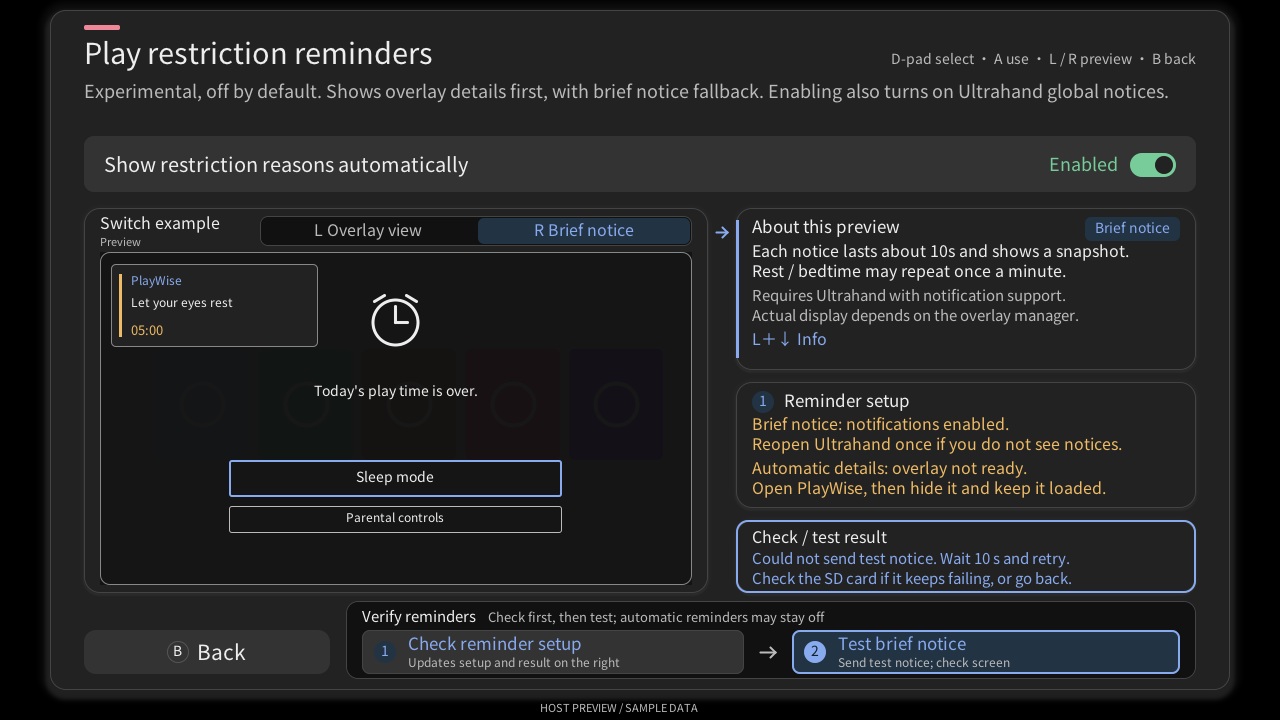 Play restriction reminders
D-pad select • A use • L / R preview • B back
Experimental, off by default. Shows overlay details first, with brief notice fallback. Enabling also turns on Ultrahand global notices.
Show restriction reasons automatically
Enabled
Switch example
Preview
L Overlay view
R Brief notice
PlayWise
Let your eyes rest
05:00
Today's play time is over.
Sleep mode
Parental controls
→
About this preview
Brief notice
Each notice lasts about 10s and shows a snapshot.
Rest / bedtime may repeat once a minute.
Requires Ultrahand with notification support.
Actual display depends on the overlay manager.
L＋↓ Info
1 Reminder setup
Brief notice: notifications enabled.
Reopen Ultrahand once if you do not see notices.
Automatic details: overlay not ready.
Open PlayWise, then hide it and keep it loaded.
Check / test result
Could not send test notice. Wait 10 s and retry.
Check the SD card if it keeps failing, or go back.
B Back
Verify reminders Check first, then test; automatic reminders may stay off
1 Check reminder setup
Updates setup and result on the right
→
2 Test brief notice
Send test notice; check screen
HOST PREVIEW / SAMPLE DATA